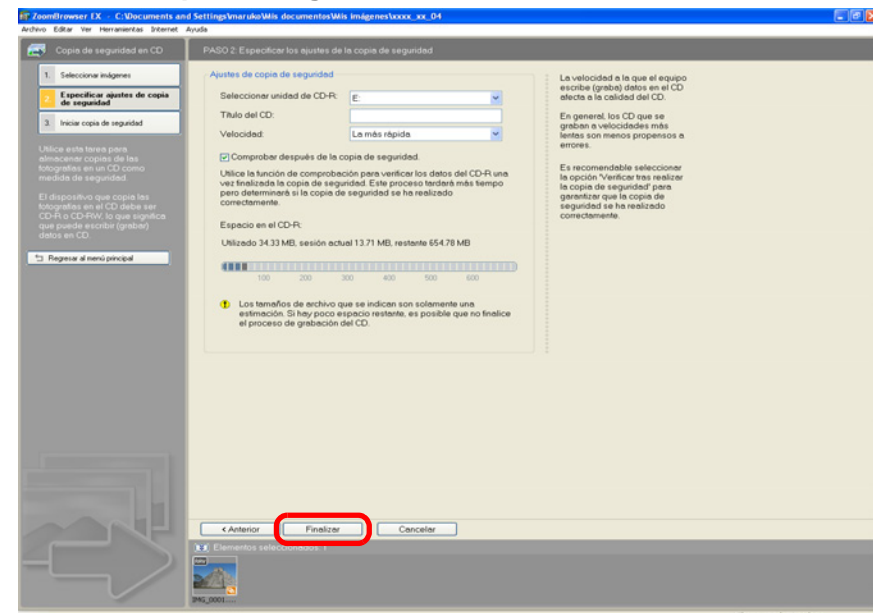 ZoomBrowser EX - C:\Documents and Settings\maruko\Mis documentos\Mis imágenes\xxxx_xx_04
Archivo Editar Ver Herramientas Internet Ayuda
Copia de seguridad en CD
PASO 2: Especificar los ajustes de la copia de seguridad
1. Seleccionar imágenes
2. Especificar ajustes de copia
de seguridad
3. Iniciar copia de seguridad
Utilice esta tarea para
almacenar copias de las
fotografías en un CD como
medida de seguridad.
El dispositivo que copia las
fotografías en el CD debe ser
CD-R o CD-RW, lo que significa
que puede escribir (grabar)
datos en CD.
Regresar al menú principal
Ajustes de copia de seguridad
Seleccionar unidad de CD-R: E:
Título del CD:
Velocidad: La más rápida
Comprobar después de la copia de seguridad.
Utilice la función de comprobación para verificar los datos del CD-R una
vez finalizada la copia de seguridad. Este proceso tardará más tiempo
pero determinará si la copia de seguridad se ha realizado
correctamente.
Espacio en el CD-R:
Utilizado 34.33 MB, sesión actual 13.71 MB, restante 654.78 MB
100 200 300 400 500 600
Los tamaños de archivo que se indican son solamente una
estimación. Si hay poco espacio restante, es posible que no finalice
el proceso de grabación del CD.
La velocidad a la que el equipo
escribe (graba) datos en el CD
afecta a la calidad del CD.
En general, los CD que se
graban a velocidades más
lentas son menos propensos a
errores.
Es recomendable seleccionar
la opción 'Verificar tras realizar
la copia de seguridad' para
garantizar que la copia de
seguridad se ha realizado
correctamente.
< Anterior Finalizar Cancelar
Elementos seleccionados: 1
IMG_0001....